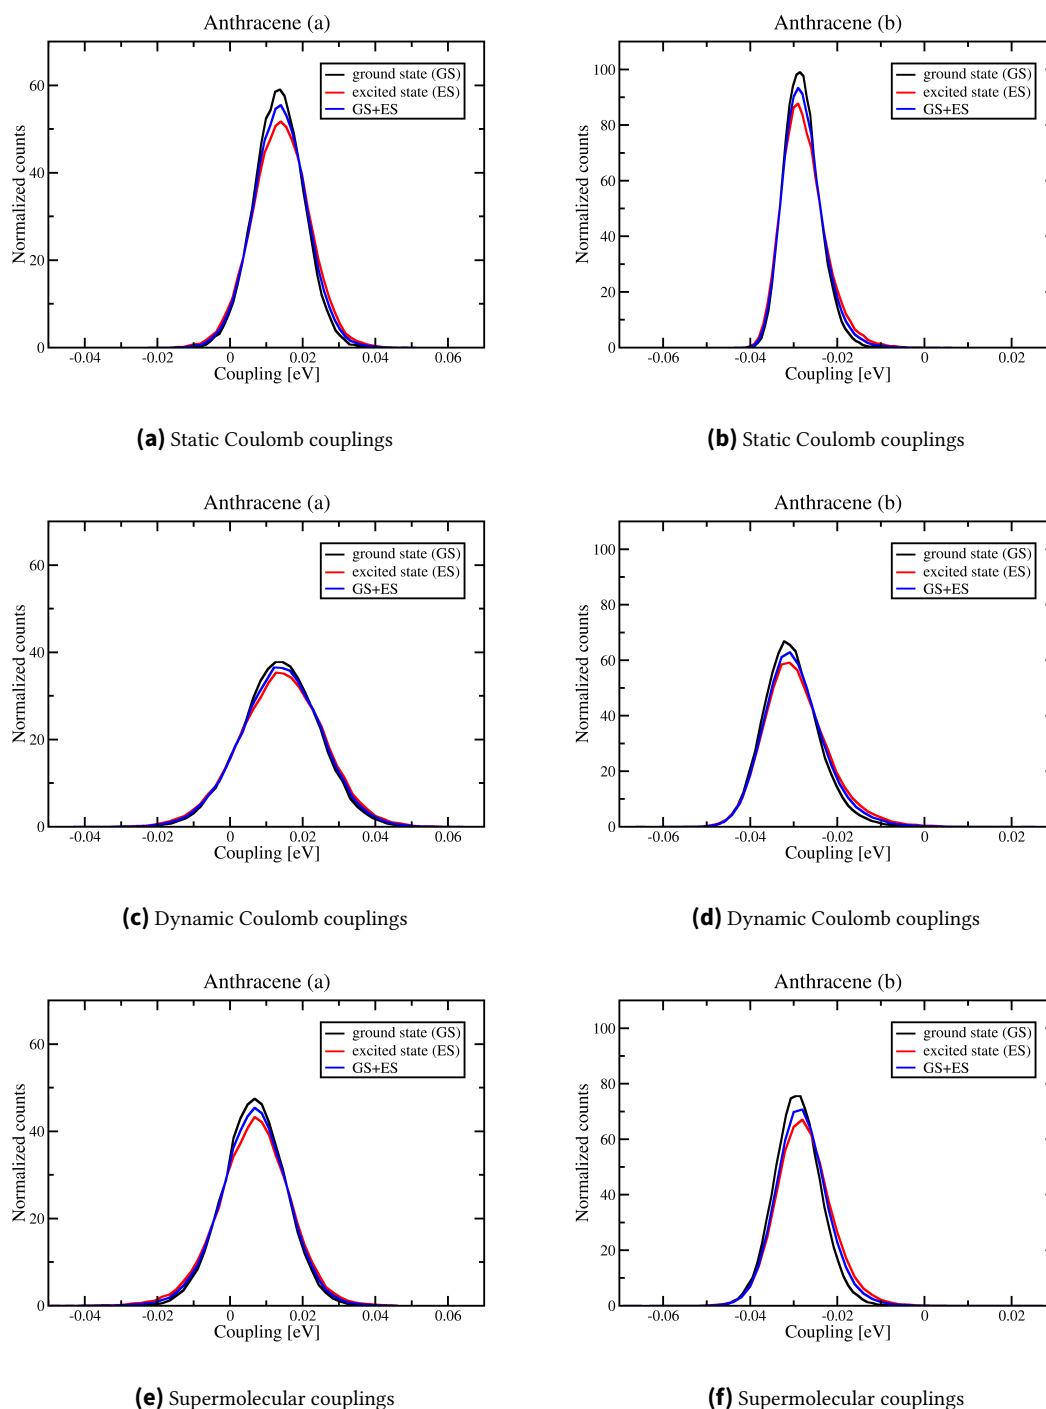 Anthracene (a)
Normalized counts
60
40
20
0
ground state (GS)
excited state (ES)
GS+ES
-0.04 -0.02 0 0.02 0.04 0.06
Coupling [eV]
(a) Static Coulomb couplings
Anthracene (b)
Normalized counts
100
80
60
40
20
0
ground state (GS)
excited state (ES)
GS+ES
-0.06 -0.04 -0.02 0 0.02
Coupling [eV]
(b) Static Coulomb couplings
Anthracene (a)
Normalized counts
60
40
20
0
ground state (GS)
excited state (ES)
GS+ES
-0.04 -0.02 0 0.02 0.04 0.06
Coupling [eV]
(c) Dynamic Coulomb couplings
Anthracene (b)
Normalized counts
100
80
60
40
20
0
ground state (GS)
excited state (ES)
GS+ES
-0.06 -0.04 -0.02 0 0.02
Coupling [eV]
(d) Dynamic Coulomb couplings
Anthracene (a)
Normalized counts
60
40
20
0
ground state (GS)
excited state (ES)
GS+ES
-0.04 -0.02 0 0.02 0.04 0.06
Coupling [eV]
(e) Supermolecular couplings
Anthracene (b)
Normalized counts
100
80
60
40
20
0
ground state (GS)
excited state (ES)
GS+ES
-0.06 -0.04 -0.02 0 0.02
Coupling [eV]
(f) Supermolecular couplings